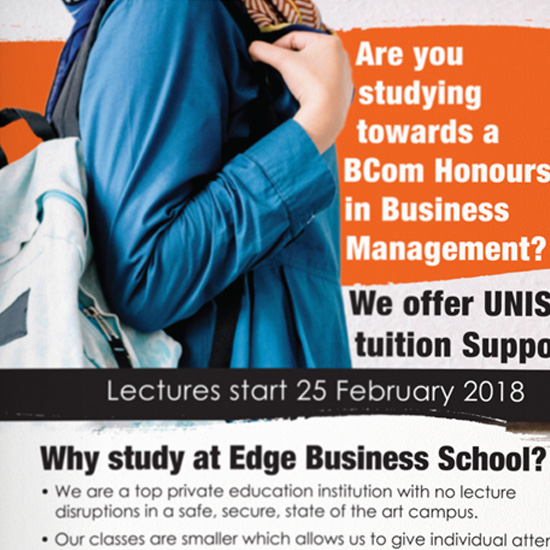 Are you
studying
towards a
BCom Honours
in Business
Management?
We offer UNIS
tuition Suppo
Lectures start 25 February 2018
Why study at Edge Business School?
• We are a top private education institution with no lecture
disruptions in a safe, secure, state of the art campus.
• Our classes are smaller which allows us to give individual atten